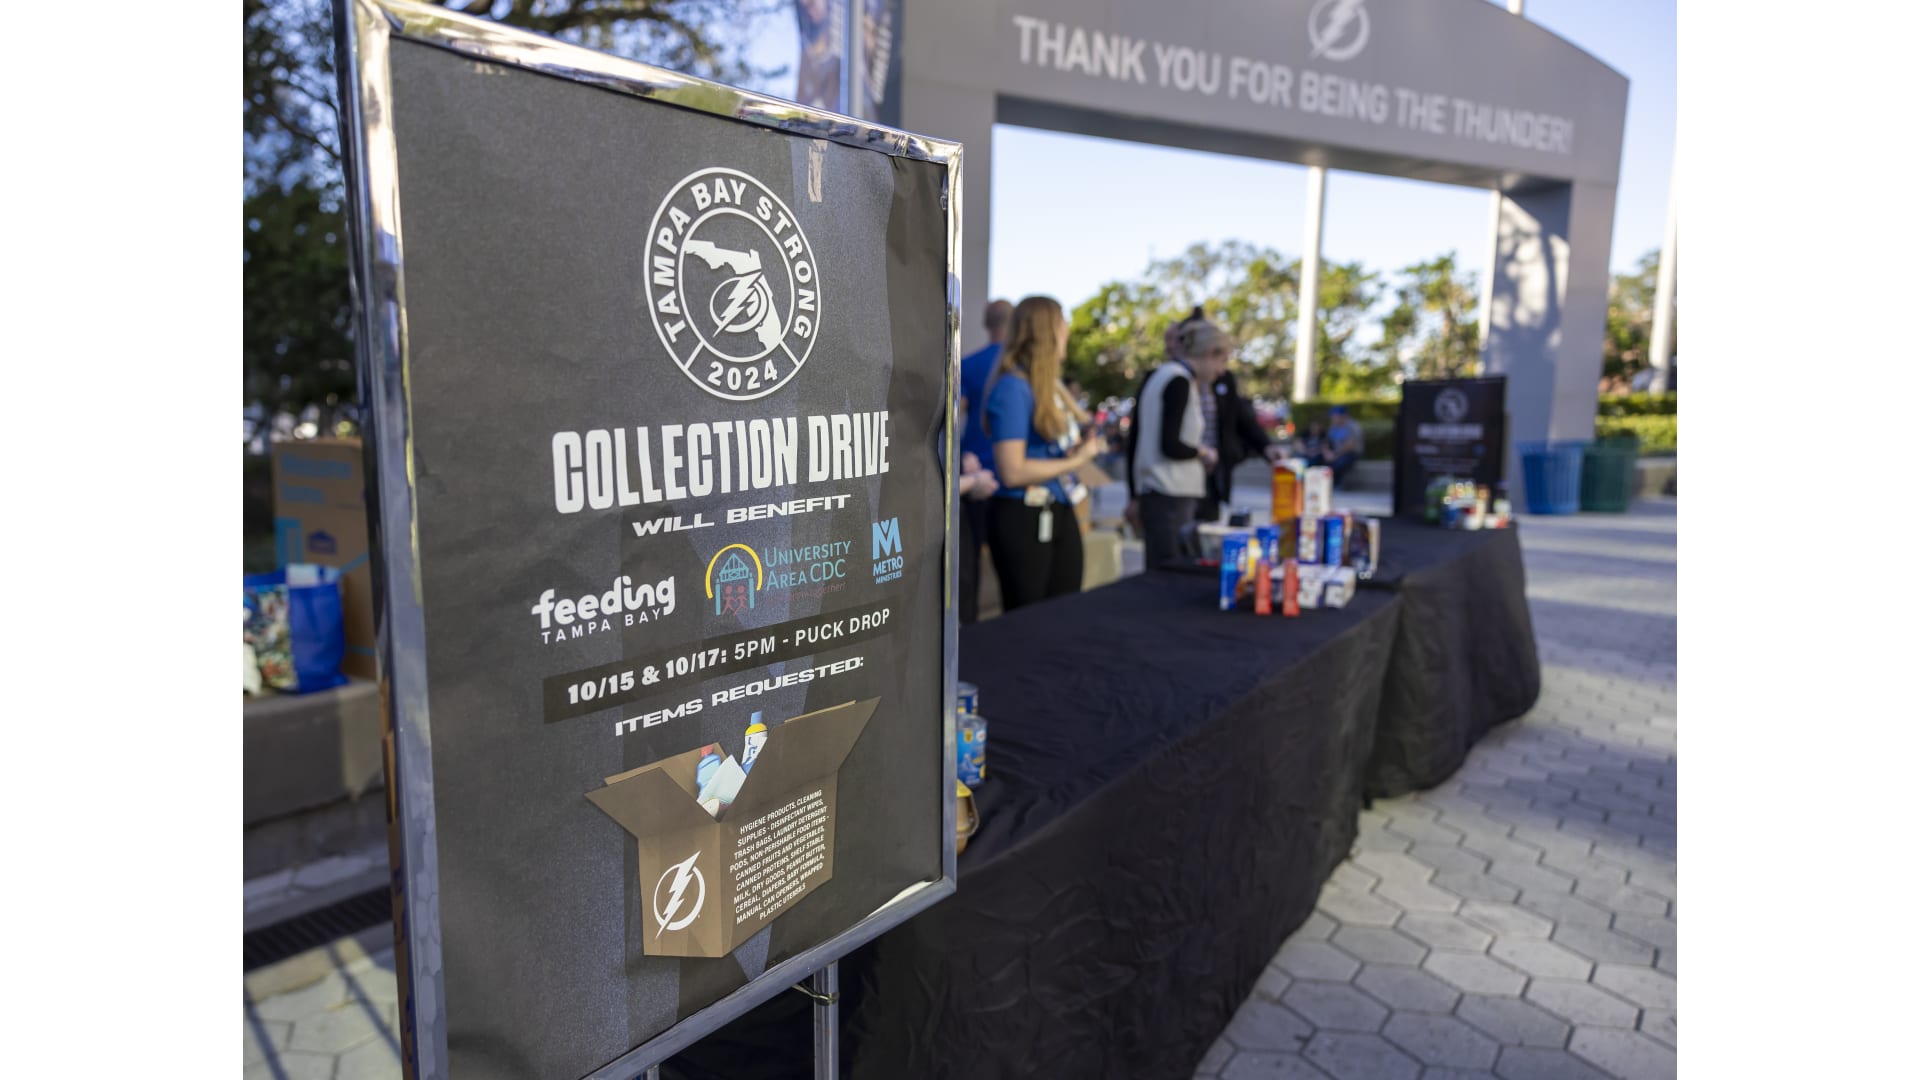 THANK YOU FOR BEING THE THUNDER!
TAMPA BAY STRONG
2024
COLLECTION DRIVE
WILL BENEFIT
feeding
TAMPA BAY
UNIVERSITY
AREA CDC
M
METRO
MINISTRIES
10/15 & 10/17: 5PM - PUCK DROP
ITEMS REQUESTED:
HYGIENE PRODUCTS, CLEANING
SUPPLIES - DISINFECTANT WIPES,
TRASH BAGS, LAUNDRY DETERGENT
PODS, NON-PERISHABLE FOOD ITEMS -
CANNED FRUITS AND VEGETABLES,
CANNED PROTEINS, SHELF STABLE
MILK, DRY GOODS, PEANUT BUTTER,
CEREAL, DIAPERS, BABY FORMULA,
MANUAL CAN OPENERS, WRAPPED
PLASTIC UTENSILS